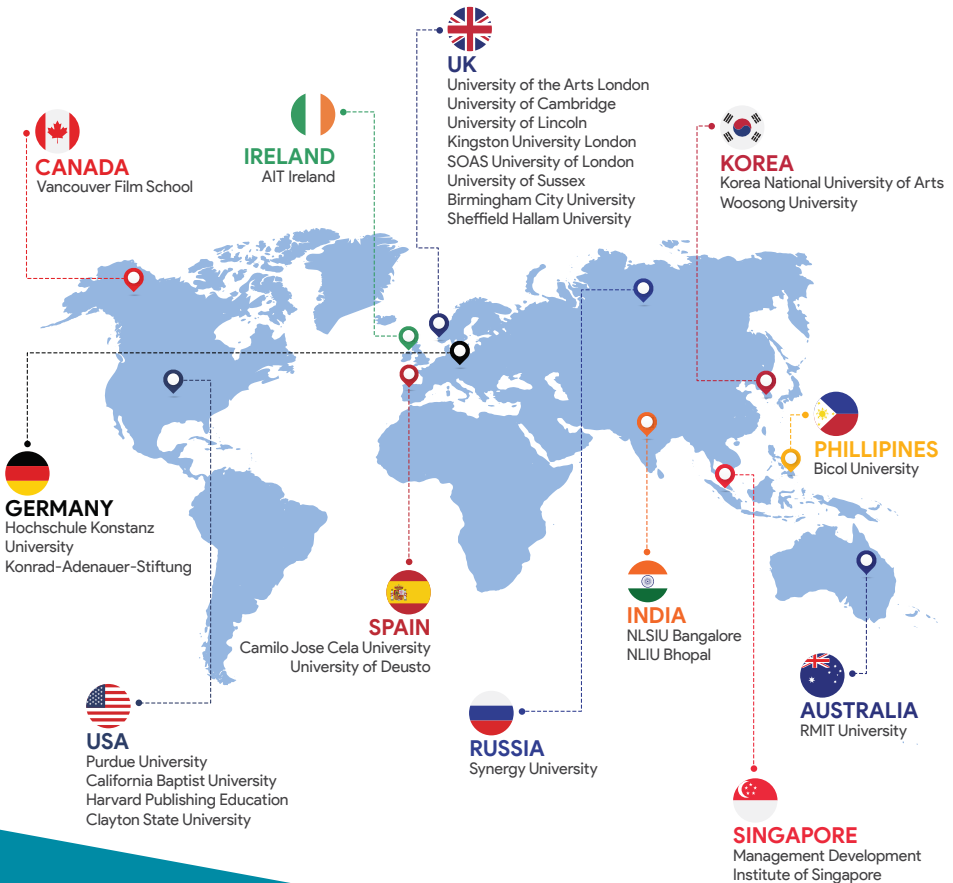 UK
University of the Arts London
University of Cambridge
University of Lincoln
Kingston University London
SOAS University of London
University of Sussex
Birmingham City University
Sheffield Hallam University
CANADA
Vancouver Film School
IRELAND
AIT Ireland
KOREA
Korea National University of Arts
Woosong University
PHILLIPINES
Bicol University
GERMANY
Hochschule Konstanz
University
Konrad-Adenauer-Stiftung
SPAIN
Camilo Jose Cela University
University of Deusto
INDIA
NLSIU Bangalore
NLIU Bhopal
AUSTRALIA
RMIT University
USA
Purdue University
California Baptist University
Harvard Publishing Education
Clayton State University
RUSSIA
Synergy University
SINGAPORE
Management Development
Institute of Singapore